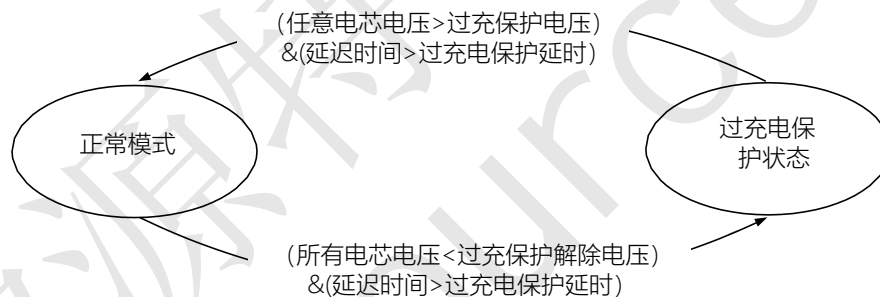 (任意电芯电压>过充保护电压)
&(延迟时间>过充电保护延时)
正常模式
过充电保
护状态
(所有电芯电压<过充保护解除电压)
&(延迟时间>过充电保护延时)
源特
ource